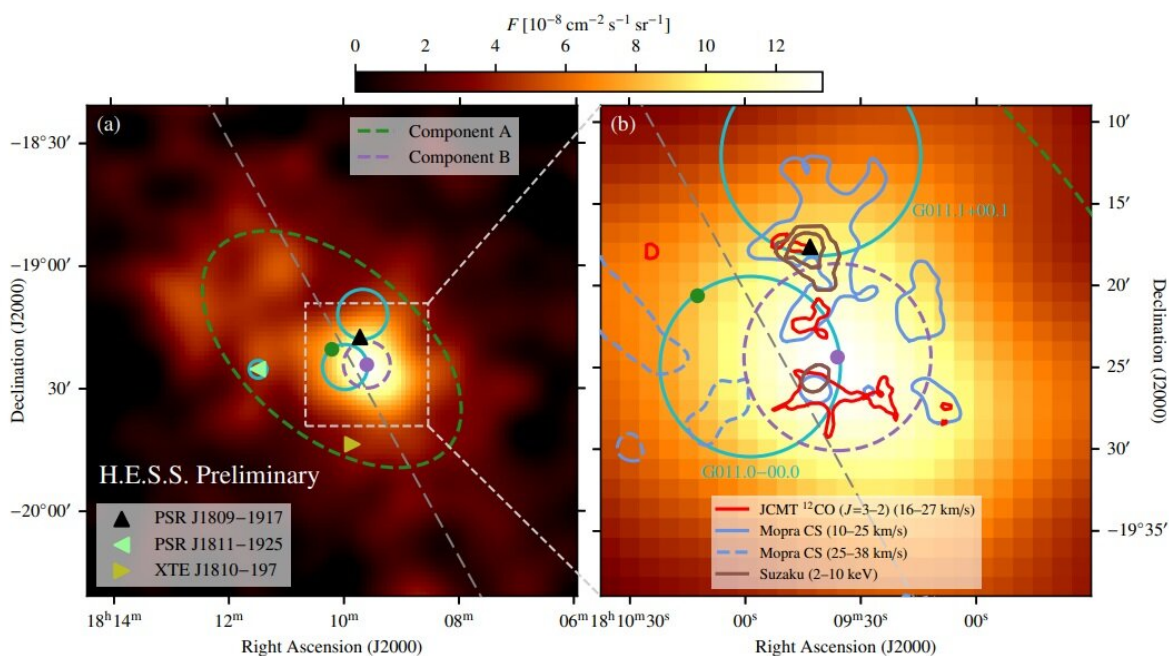 F [10⁻⁸ cm⁻² s⁻¹ sr⁻¹]
0 2 4 6 8 10 12
(a)
Component A
Component B
−18°30′
−19°00′
30′
−20°00′
Declination (J2000)
H.E.S.S. Preliminary
PSR J1809−1917
PSR J1811−1925
XTE J1810−197
18ʰ14ᵐ 12ᵐ 10ᵐ 08ᵐ 06ᵐ
Right Ascension (J2000)
(b)
G011.1+00.1
G011.0−00.0
D
JCMT ¹²CO (J=3−2) (16−27 km/s)
Mopra CS (10−25 km/s)
Mopra CS (25−38 km/s)
Suzaku (2−10 keV)
10′
15′
20′
25′
30′
−19°35′
Declination (J2000)
18ʰ10ᵐ30ˢ 00ˢ 09ᵐ30ˢ 00ˢ
Right Ascension (J2000)